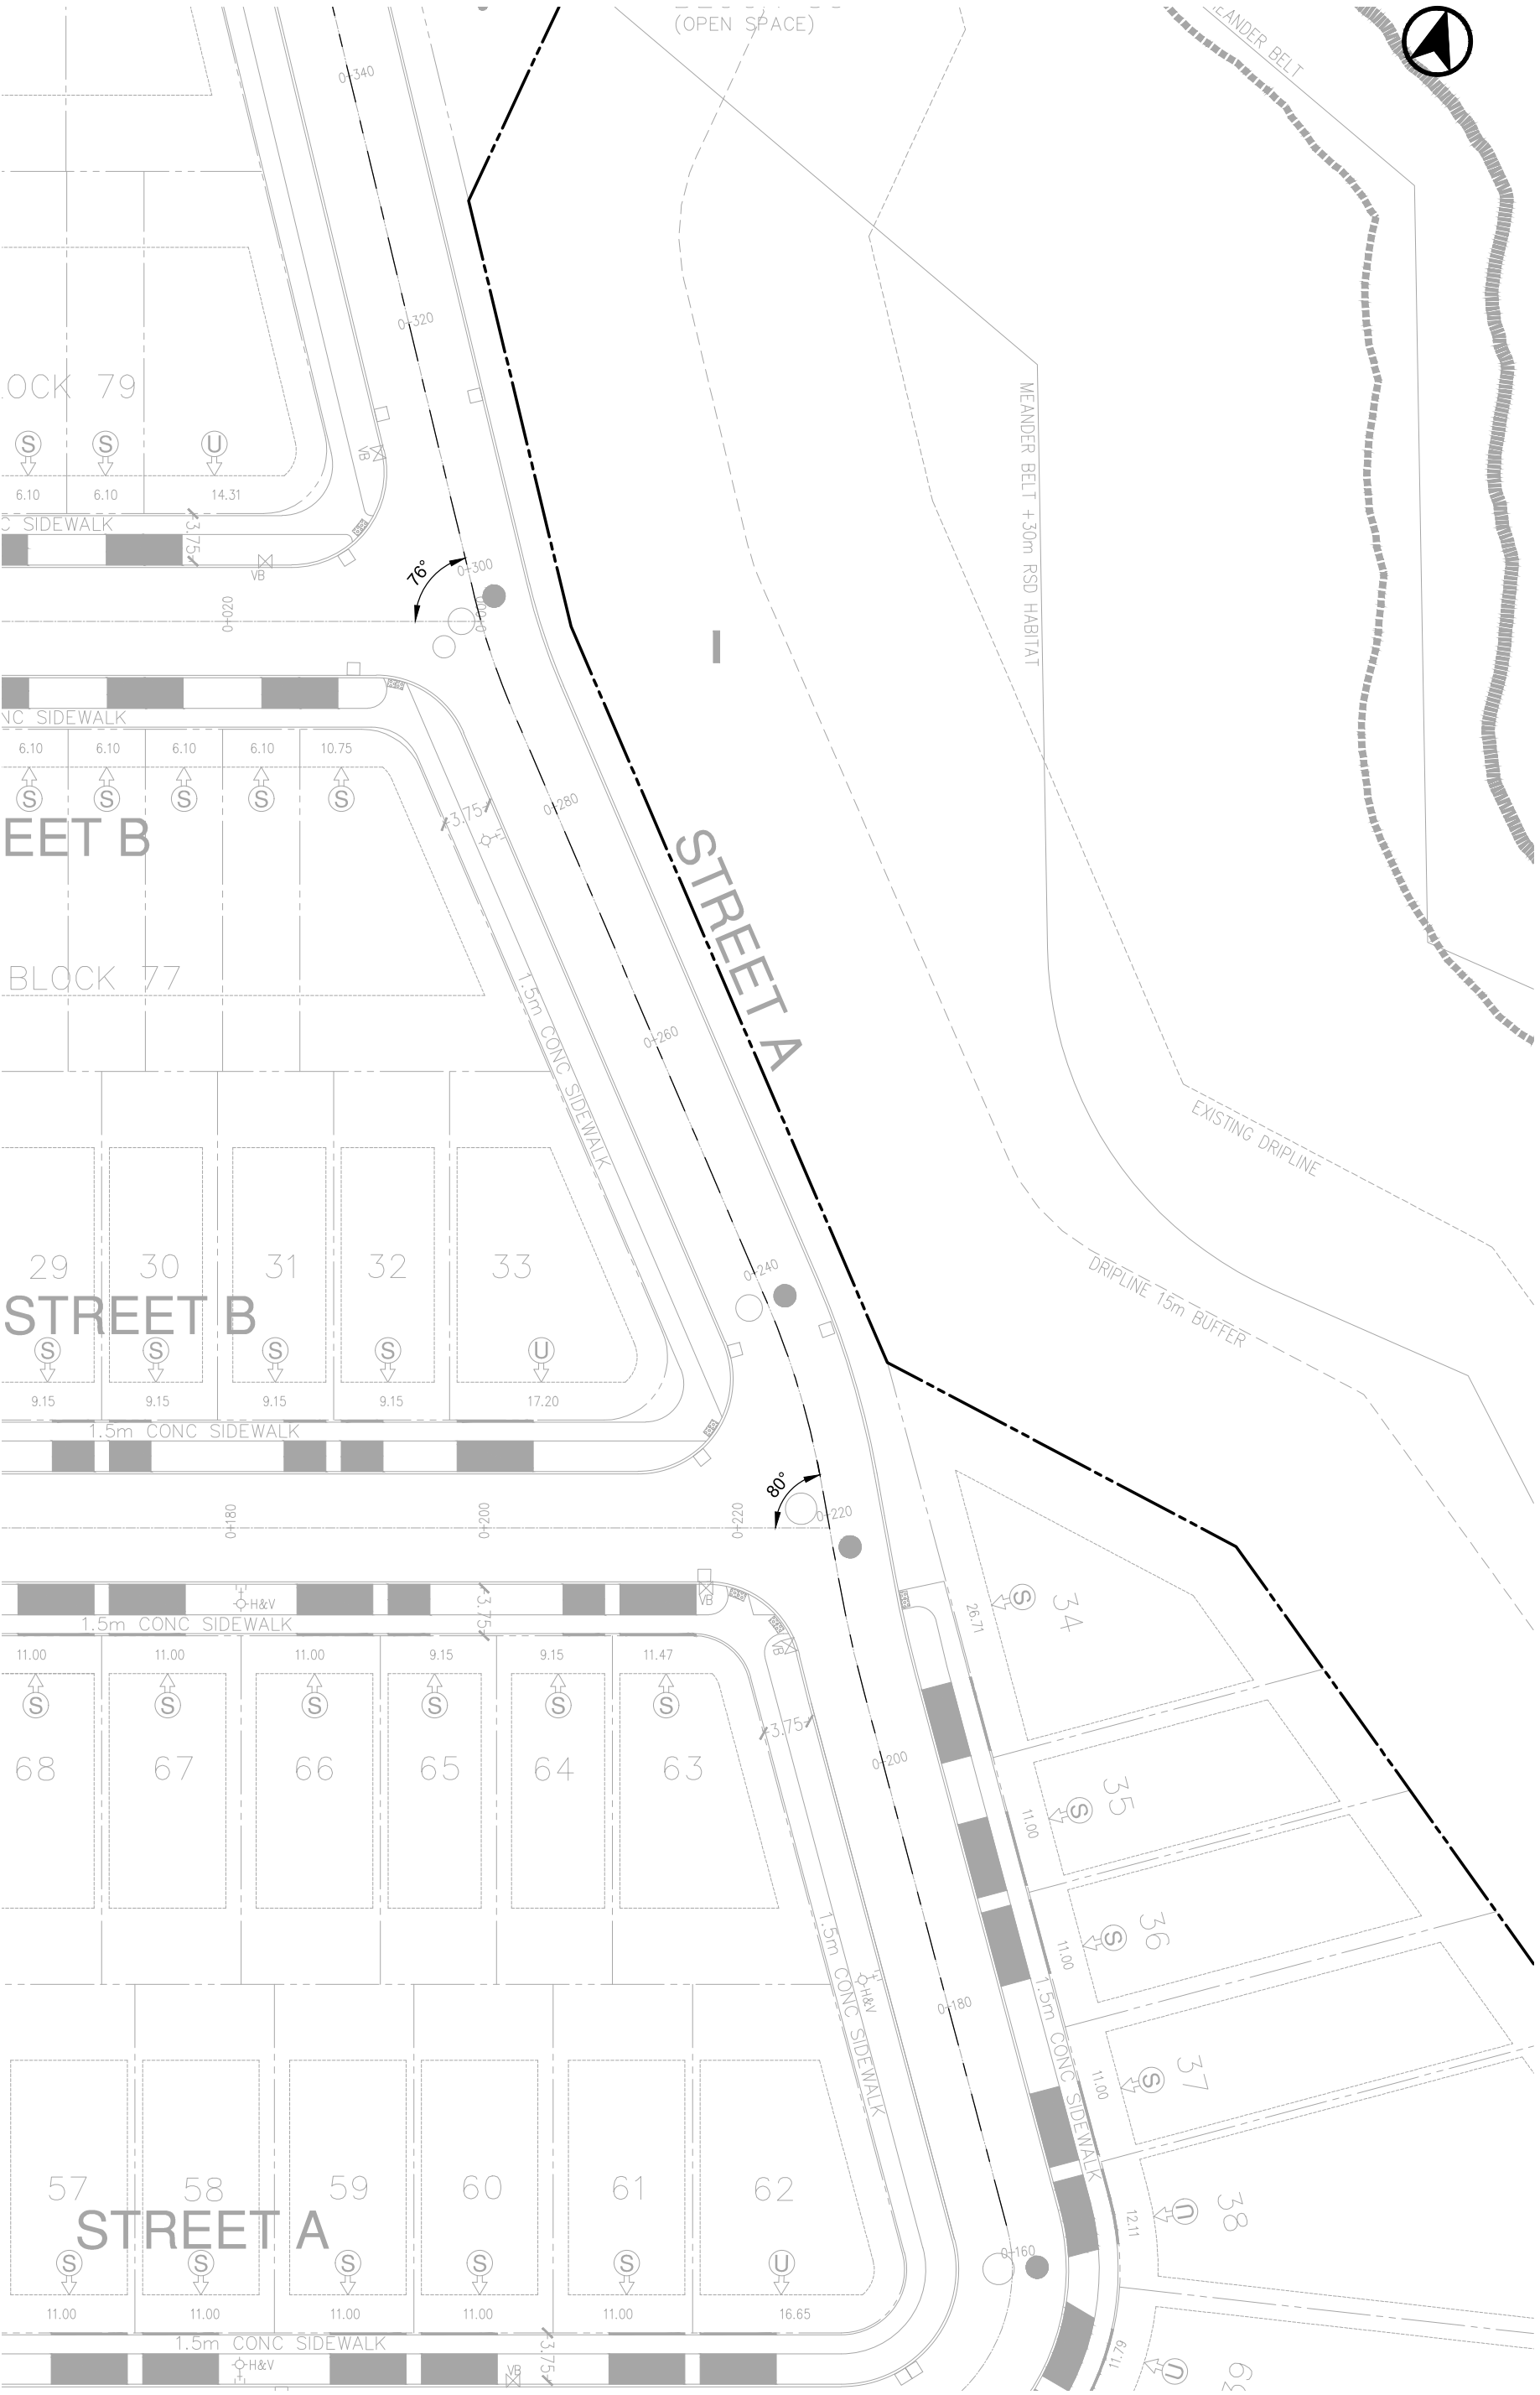 (OPEN SPACE)
MEANDER BELT
0+340
0+320
OCK 79
S
S
U
6.10
6.10
14.31
VB
C SIDEWALK
3.75
VB
76°
0+300
0+020
0+000
MEANDER BELT +30m RSD HABITAT
NC SIDEWALK
6.10
6.10
6.10
6.10
10.75
S
S
S
S
S
3.75
0+280
EET B
STREET A
BLOCK 77
1.5m CONC SIDEWALK
0+260
EXISTING DRIPLINE
29
30
31
32
33
0+240
DRIPLINE 15m BUFFER
STREET B
S
S
S
S
U
9.15
9.15
9.15
9.15
17.20
1.5m CONC SIDEWALK
80°
0+180
0+200
0+220
0+220
H&V
3.75
VB
1.5m CONC SIDEWALK
VB
26.71
S
34
11.00
11.00
11.00
9.15
9.15
11.47
S
S
S
S
S
S
3.75
68
67
66
65
64
63
0+200
11.00
S
35
1.5m CONC SIDEWALK
11.00
S
36
H&V
0+180
1.5m CONC SIDEWALK
11.00
S
37
57
58
59
60
61
62
STREET A
12.11
U
38
S
S
S
S
S
U
0+160
11.00
11.00
11.00
11.00
11.00
16.65
1.5m CONC SIDEWALK
3.75
H&V
VB
11.79
U